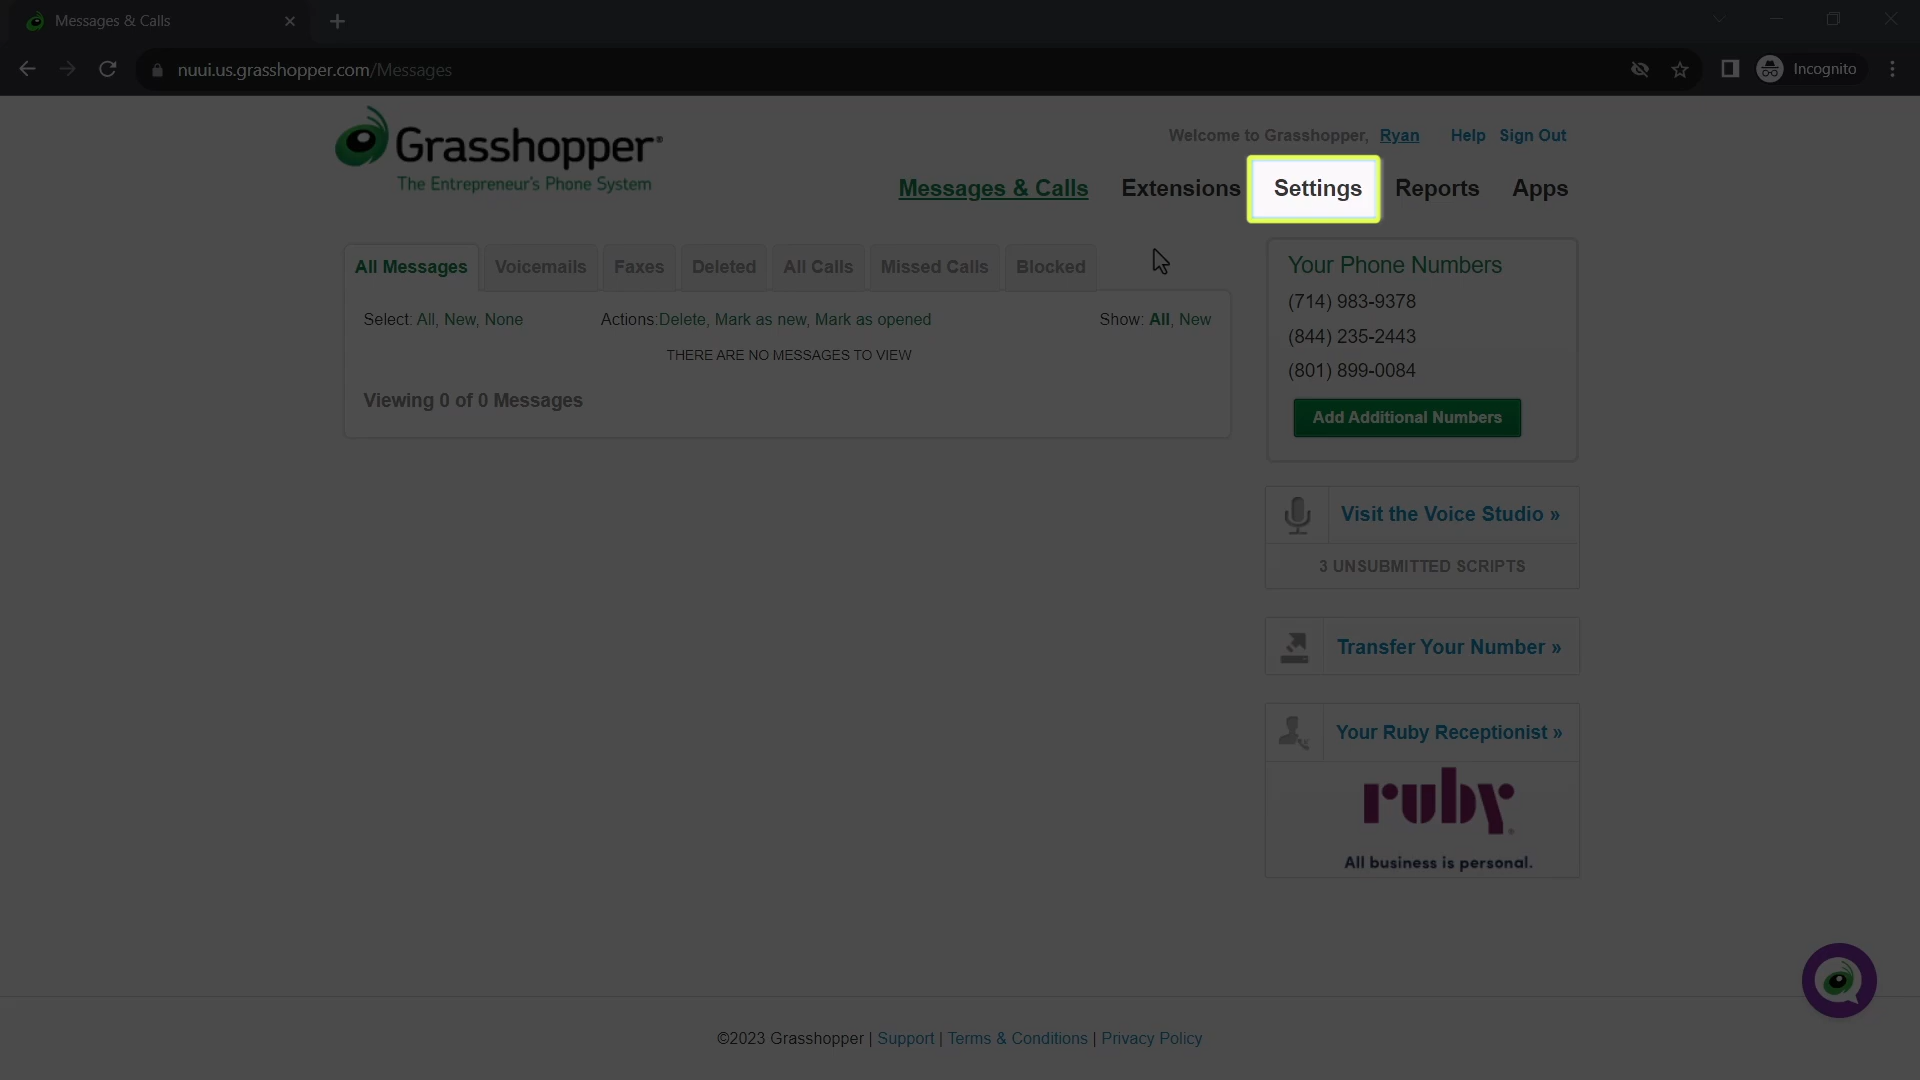 Messages & Calls
nuui.us.grasshopper.com/Messages
Incognito
Grasshopper®
The Entrepreneur's Phone System
Welcome to Grasshopper, Ryan Help Sign Out
Messages & Calls Extensions Settings Reports Apps
All Messages Voicemails Faxes Deleted All Calls Missed Calls Blocked
Select: All, New, None Actions:Delete, Mark as new, Mark as opened Show: All, New
THERE ARE NO MESSAGES TO VIEW
Viewing 0 of 0 Messages
Your Phone Numbers
(714) 983-9378
(844) 235-2443
(801) 899-0084
Add Additional Numbers
Visit the Voice Studio »
3 UNSUBMITTED SCRIPTS
Transfer Your Number »
Your Ruby Receptionist »
ruby®
All business is personal.
©2023 Grasshopper | Support | Terms & Conditions | Privacy Policy